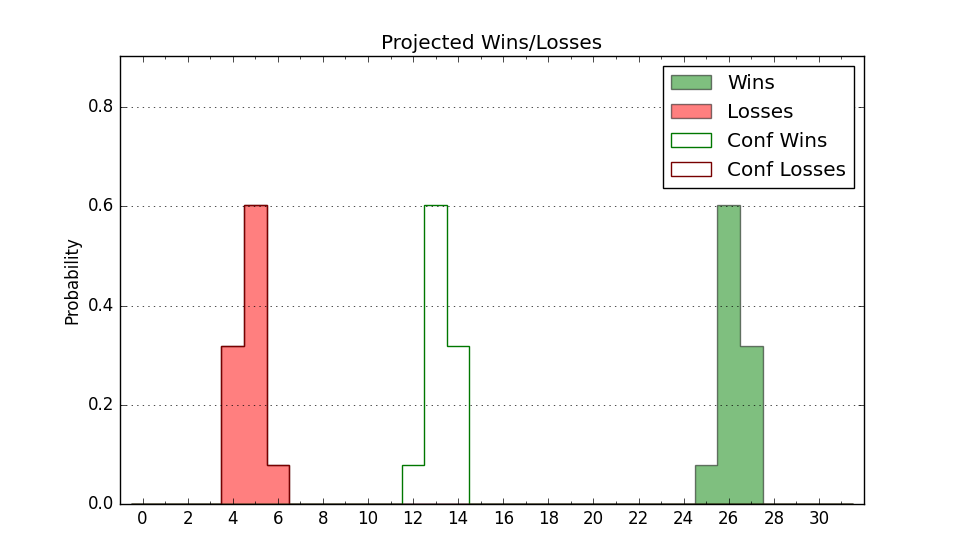 Projected Wins/Losses
Wins
Losses
Conf Wins
Conf Losses
Probability
0.8
0.6
0.4
0.2
0.0
0 2 4 6 8 10 12 14 16 18 20 22 24 26 28 30